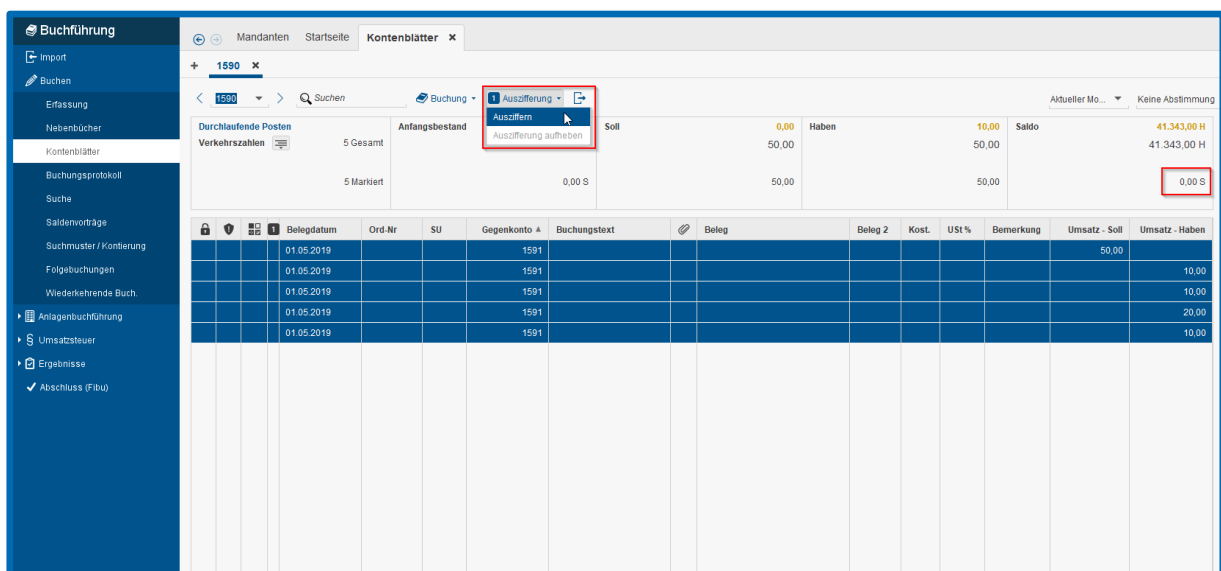 Buchführung
Mandanten Startseite Kontenblätter ×
Import
+ 1590 ×
Buchen
Erfassung
Nebenbücher
Kontenblätter
Buchungsprotokoll
Suche
Saldenvorträge
Suchmuster / Kontierung
Folgebuchungen
Wiederkehrende Buch.
Anlagenbuchführung
§ Umsatzsteuer
Ergebnisse
Abschluss (Fibu)
< 1590 > Suchen Buchung 1 Auszifferung Aktueller Mo... Keine Abstimmung
Ausziffern
Auszifferung aufheben
Durchlaufende Posten Anfangsbestand Soll 0,00 Haben 10,00 Saldo 41.343,00 H
Verkehrszahlen 5 Gesamt 50,00 50,00 41.343,00 H
5 Markiert 0,00 S 50,00 50,00 0,00 S
1 Belegdatum Ord-Nr SU Gegenkonto Buchungstext Beleg Beleg 2 Kost. USt % Bemerkung Umsatz - Soll Umsatz - Haben
01.05.2019 1591 50,00
01.05.2019 1591 10,00
01.05.2019 1591 10,00
01.05.2019 1591 20,00
01.05.2019 1591 10,00